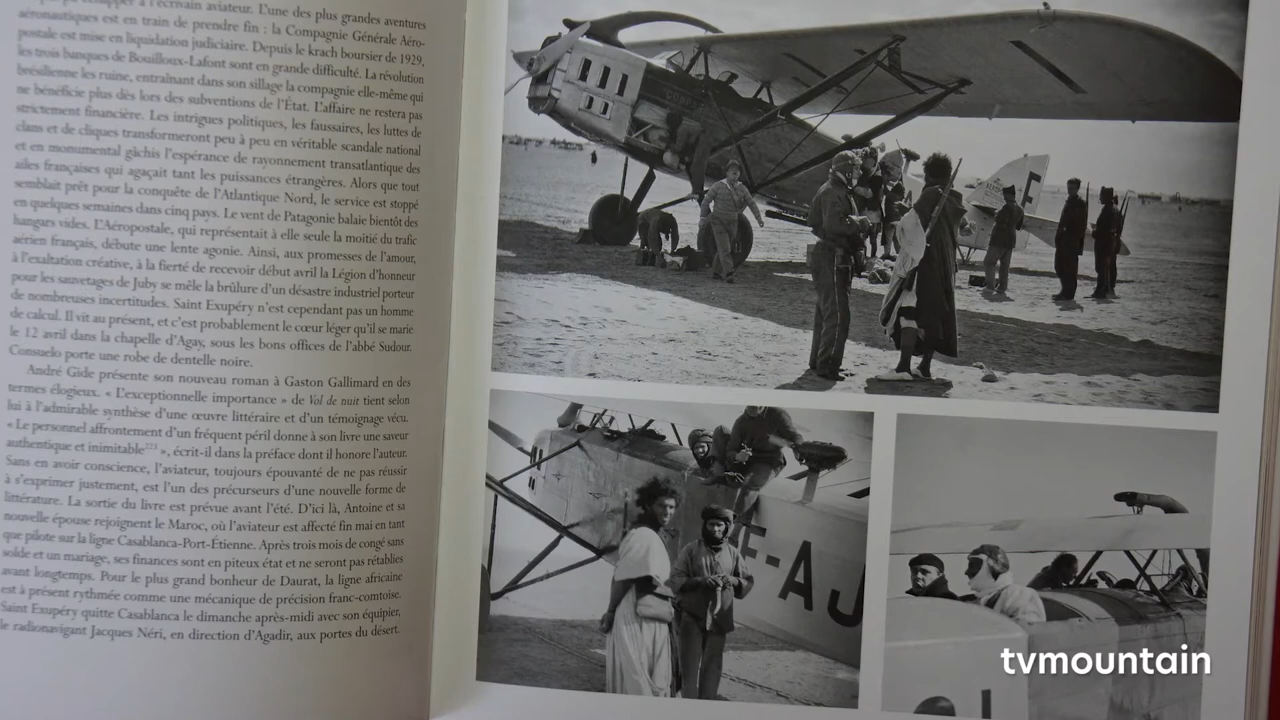 à l'écrivain aviateur. L'une des plus grandes aventures
aéronautiques est en train de prendre fin : la Compagnie Générale Aéro-
postale est mise en liquidation judiciaire. Depuis le krach boursier de 1929,
les trois banques de Bouilloux-Lafont sont en grande difficulté. La révolution
brésilienne les ruine, entraînant dans son sillage la compagnie elle-même qui
ne bénéficie plus dès lors des subventions de l'État. L'affaire ne restera pas
strictement financière. Les intrigues politiques, les faussaires, les luttes de
clans et de cliques transformeront peu à peu en véritable scandale national
et en monumental gâchis l'espérance de rayonnement transatlantique des
ailes françaises qui agaçait tant les puissances étrangères. Alors que tout
semblait prêt pour la conquête de l'Atlantique Nord, le service est stoppé
en quelques semaines dans cinq pays. Le vent de Patagonie balaie bientôt des
hangars vides. L'Aéropostale, qui représentait à elle seule la moitié du trafic
aérien français, débute une lente agonie. Ainsi, aux promesses de l'amour,
à l'exaltation créative, à la fierté de recevoir début avril la Légion d'honneur
pour les sauvetages de Juby se mêle la brûlure d'un désastre industriel porteur
de nombreuses incertitudes. Saint Exupéry n'est cependant pas un homme
de calcul. Il vit au présent, et c'est probablement le cœur léger qu'il se marie
le 12 avril dans la chapelle d'Agay, sous les bons offices de l'abbé Sudour.
Consuelo porte une robe de dentelle noire.
André Gide présente son nouveau roman à Gaston Gallimard en des
termes élogieux. « L'exceptionnelle importance » de Vol de nuit tient selon
lui à l'admirable synthèse d'une œuvre littéraire et d'un témoignage vécu.
« Le personnel affrontement d'un fréquent péril donne à son livre une saveur
authentique et inimitable », écrit-il dans la préface dont il honore l'auteur.
Sans en avoir conscience, l'aviateur, toujours épouvanté de ne pas réussir
à s'exprimer justement, est l'un des précurseurs d'une nouvelle forme de
littérature. La sortie du livre est prévue avant l'été. D'ici là, Antoine et sa
nouvelle épouse rejoignent le Maroc, où l'aviateur est affecté fin mai en tant
que pilote sur la ligne Casablanca-Port-Étienne. Après trois mois de congé sans
solde et un mariage, ses finances sont en piteux état et ne seront pas rétablies
avant longtemps. Pour le plus grand bonheur de Daurat, la ligne africaine
est à présent rythmée comme une mécanique de précision franc-comtoise.
Saint Exupéry quitte Casablanca le dimanche après-midi avec son équipier,
le radionavigant Jacques Néri, en direction d'Agadir, aux portes du désert.
F
F-AJ
tvmountain